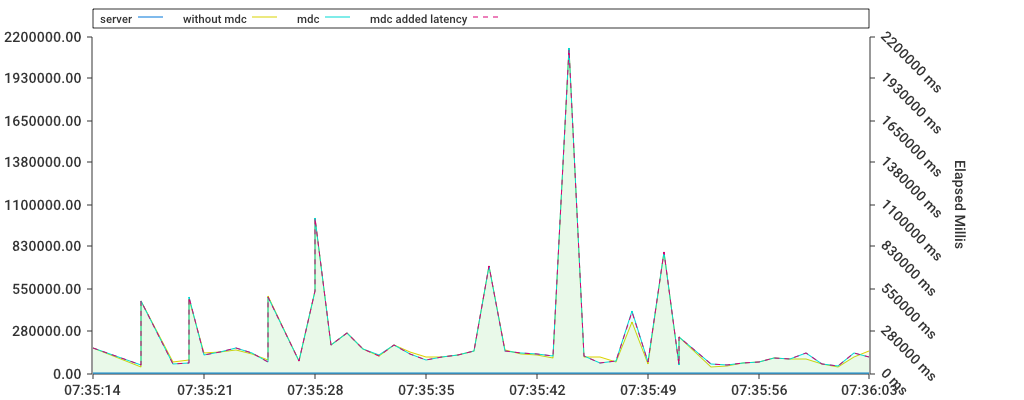 server without mdc mdc mdc added latency
2200000.00
1930000.00
1650000.00
1380000.00
1100000.00
830000.00
550000.00
280000.00
0.00
2200000 ms
1930000 ms
1650000 ms
1380000 ms
1100000 ms
830000 ms
550000 ms
280000 ms
0 ms
Elapsed Millis
07:35:14 07:35:21 07:35:28 07:35:35 07:35:42 07:35:49 07:35:56 07:36:03